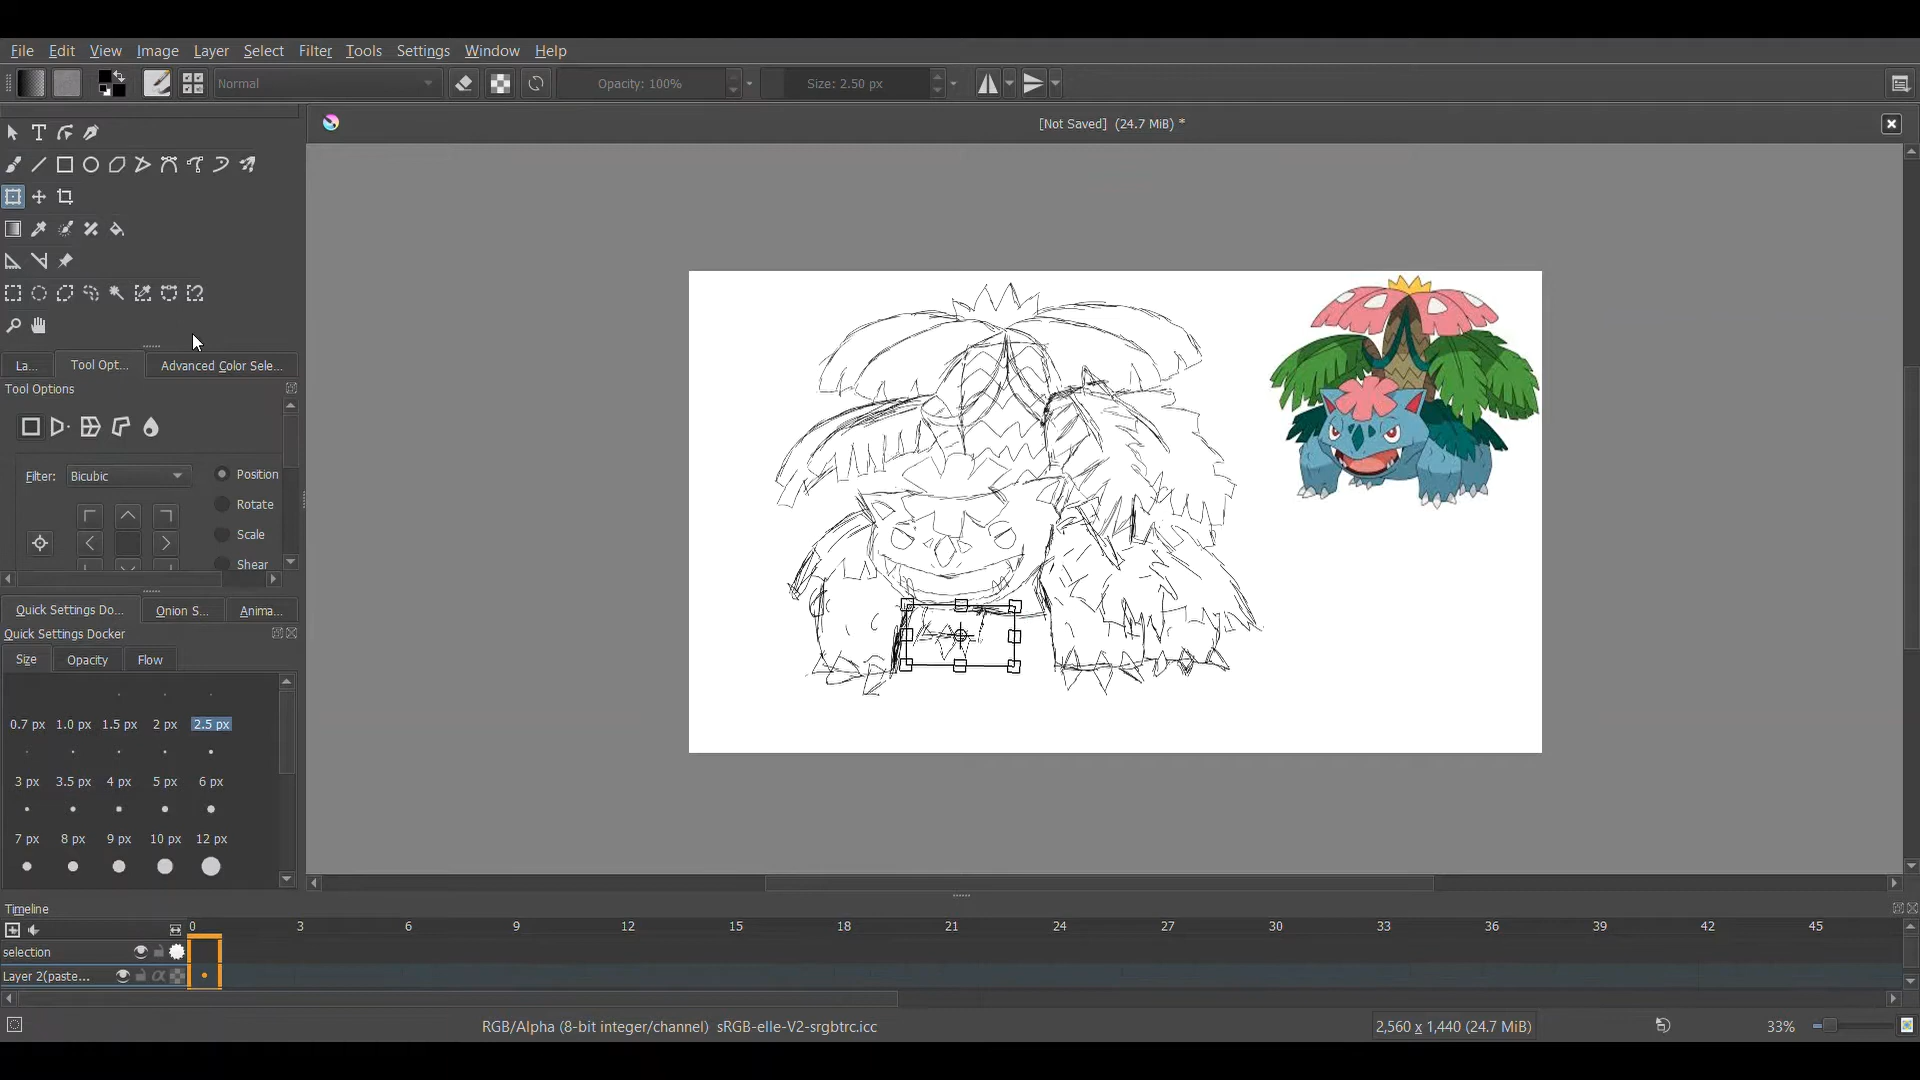 File Edit View Image Layer Select Filter Tools Settings Window Help
Normal Opacity: 100% Size: 2.50 px
[Not Saved] (24.7 MiB) *
La... Tool Opt... Advanced Color Sele...
Tool Options
Filter: Bicubic Position
Rotate
Scale
Shear
Quick Settings Do... Onion S... Anima...
Quick Settings Docker
Size Opacity Flow
0.7 px 1.0 px 1.5 px 2 px 2.5 px
3 px 3.5 px 4 px 5 px 6 px
7 px 8 px 9 px 10 px 12 px
Timeline
0 3 6 9 12 15 18 21 24 27 30 33 36 39 42 45
selection
Layer 2(paste...
RGB/Alpha (8-bit integer/channel) sRGB-elle-V2-srgbtrc.icc 2,560 x 1,440 (24.7 MiB) 33%